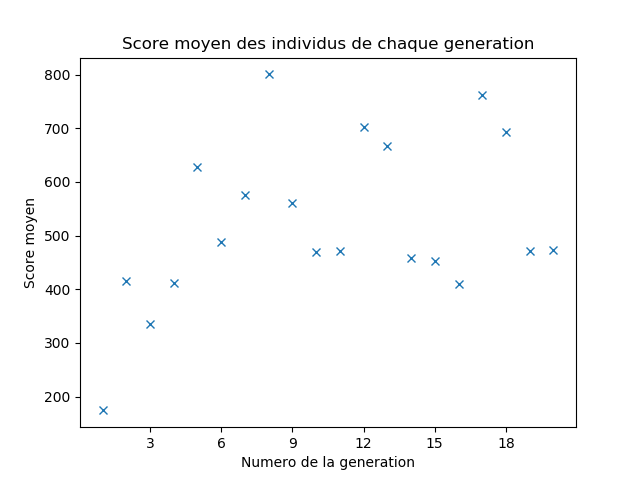 Score moyen des individus de chaque generation
800
700
600
500
400
300
200
Score moyen
3 6 9 12 15 18
Numero de la generation